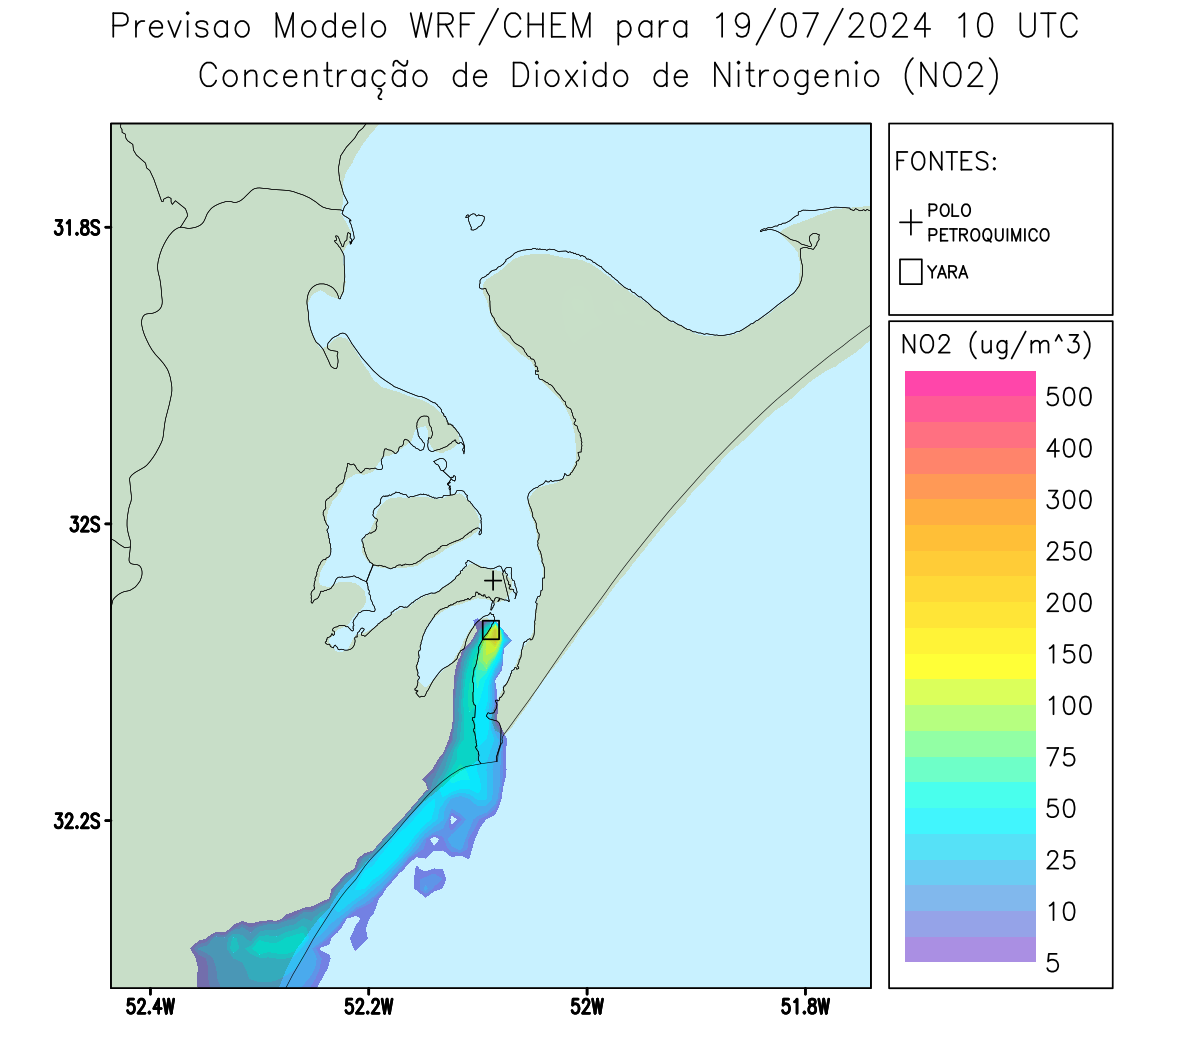 Previsao Modelo WRF/CHEM para 19/07/2024 10 UTC
Concentração de Dioxido de Nitrogenio (NO2)
FONTES:
POLO
PETROQUIMICO
YARA
NO2 (ug/m^3)
500
400
300
250
200
150
100
75
50
25
10
5
31.8S
32S
32.2S
52.4W
52.2W
52W
51.8W